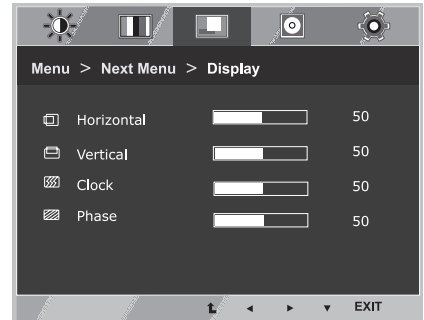 Menu > Next Menu > Display
Horizontal 50
Vertical 50
Clock 50
Phase 50
EXIT